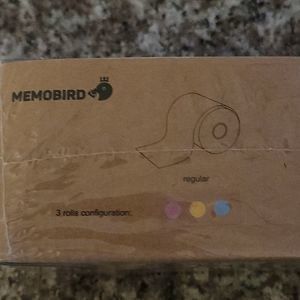 MEMOBIRD
regular
3 rolls configuration: